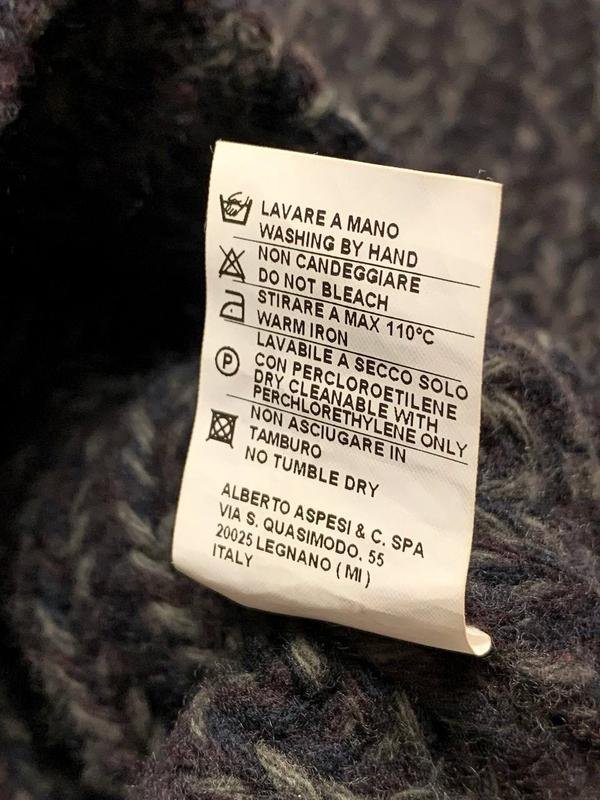 LAVARE A MANO
WASHING BY HAND
NON CANDEGGIARE
DO NOT BLEACH
STIRARE A MAX 110°C
WARM IRON
LAVABILE A SECCO SOLO
CON PERCLOROETILENE
DRY CLEANABLE WITH
PERCHLORETHYLENE ONLY
P
NON ASCIUGARE IN
TAMBURO
NO TUMBLE DRY
ALBERTO ASPESI & C. SPA
VIA S. QUASIMODO, 55
20025 LEGNANO ( MI )
ITALY